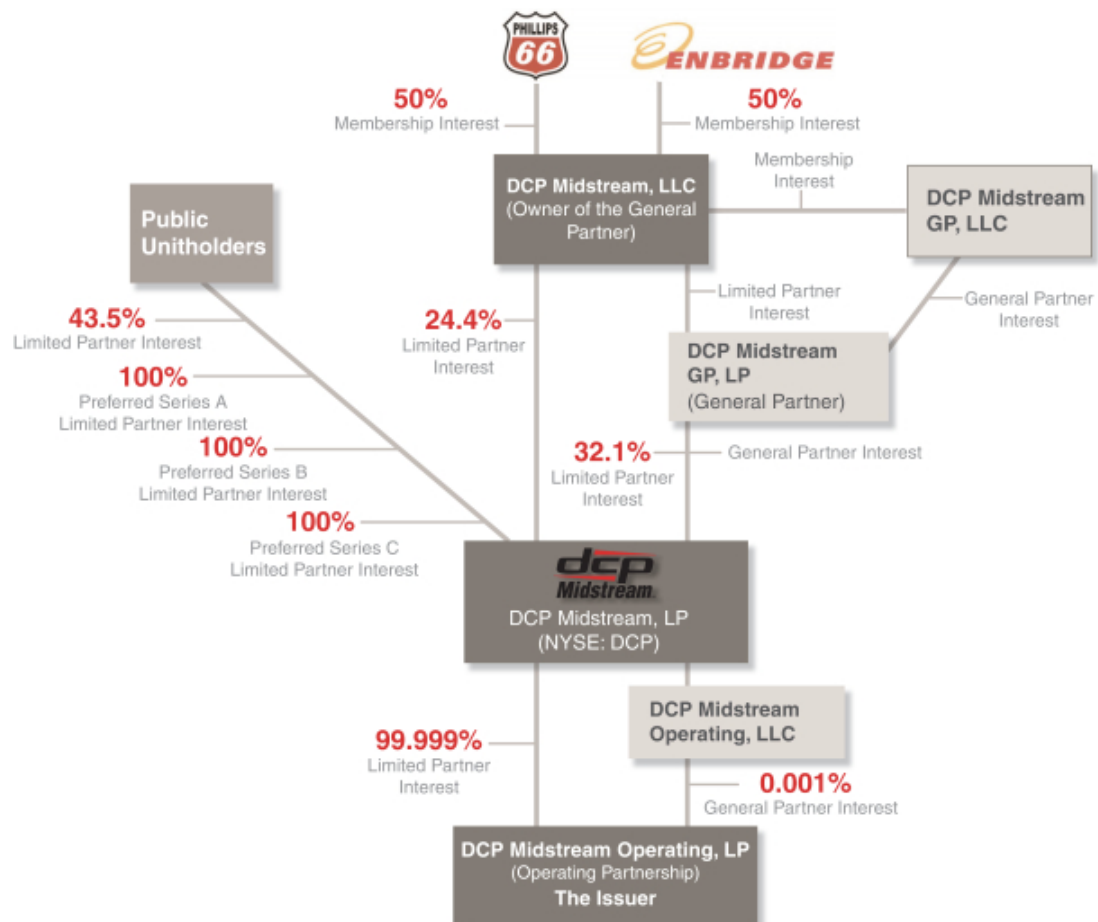 PHILLIPS
66
ENBRIDGE
50%
Membership Interest
50%
Membership Interest
Membership
Interest
DCP Midstream, LLC
(Owner of the General
Partner)
DCP Midstream
GP, LLC
Public
Unitholders
43.5%
Limited Partner Interest
100%
Preferred Series A
Limited Partner Interest
100%
Preferred Series B
Limited Partner Interest
100%
Preferred Series C
Limited Partner Interest
24.4%
Limited Partner
Interest
Limited Partner
Interest
General Partner
Interest
DCP Midstream
GP, LP
(General Partner)
32.1%
Limited Partner
Interest
General Partner Interest
dcp
Midstream.
DCP Midstream, LP
(NYSE: DCP)
99.999%
Limited Partner
Interest
DCP Midstream
Operating, LLC
0.001%
General Partner Interest
DCP Midstream Operating, LP
(Operating Partnership)
The Issuer